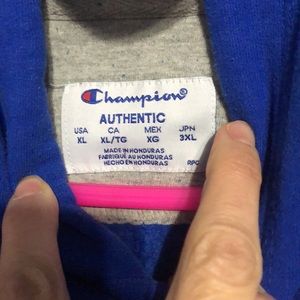 Champion®
AUTHENTIC
USA CA MEX JPN
XL XL/TG XG 3XL
MADE IN HONDURAS
FABRIQUÉ AU HONDURAS
HECHO EN HONDURAS
RPC